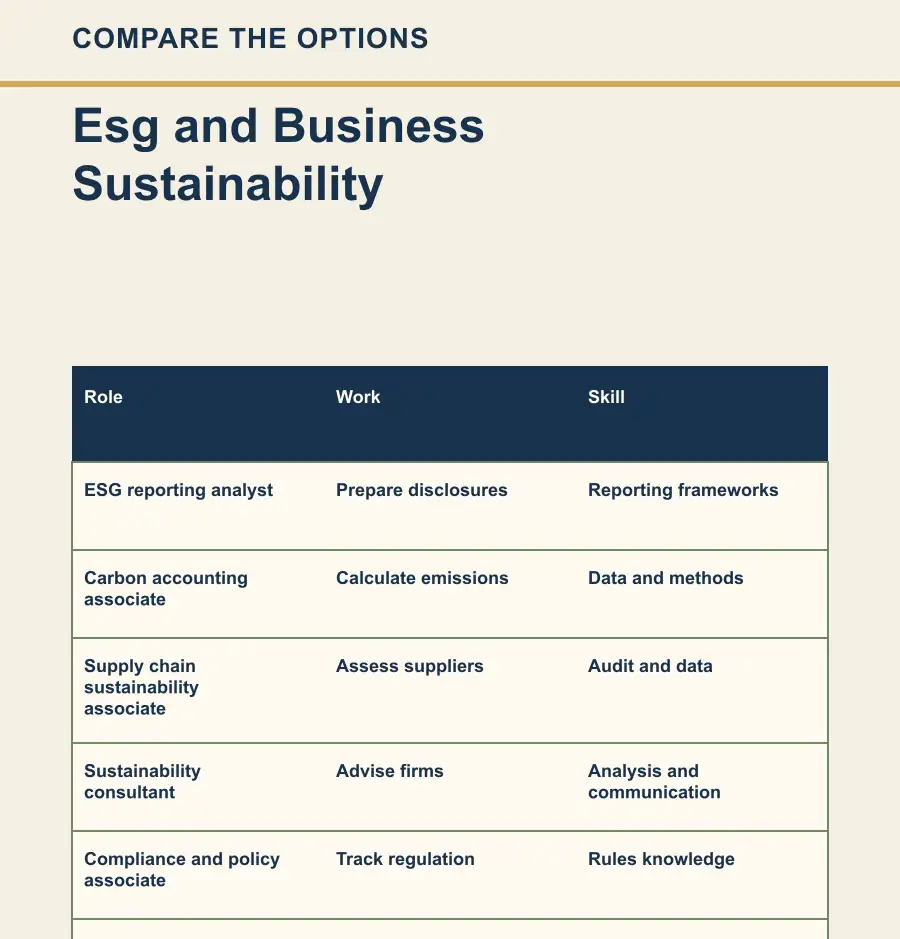 COMPARE THE OPTIONS
Esg and Business
Sustainability
Role Work Skill
ESG reporting analyst Prepare disclosures Reporting frameworks
Carbon accounting
associate
Calculate emissions
Data and methods
Supply chain
sustainability
associate
Assess suppliers
Audit and data
Sustainability
consultant
Advise firms
Analysis and
communication
Compliance and policy
associate
Track regulation
Rules knowledge